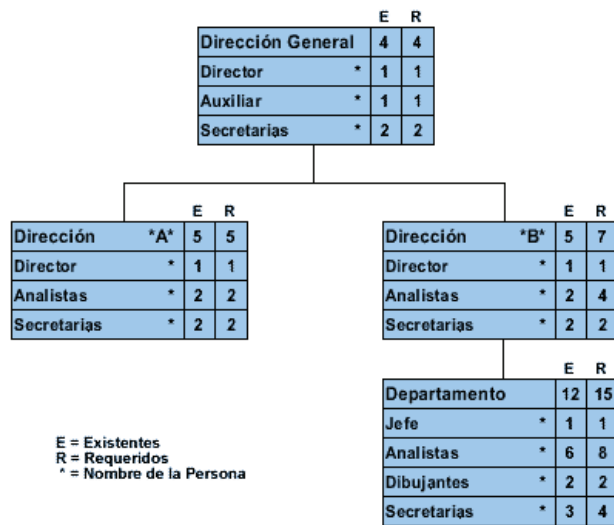 E R
Dirección General 4 4
Director * 1 1
Auxiliar * 1 1
Secretarias * 2 2
E R
Dirección *A* 5 5
Director * 1 1
Analistas * 2 2
Secretarias * 2 2
E R
Dirección *B* 5 7
Director * 1 1
Analistas * 2 4
Secretarias * 2 2
E R
Departamento 12 15
Jefe * 1 1
Analistas * 6 8
Dibujantes * 2 2
Secretarias * 3 4
E = Existentes
R = Requeridos
* = Nombre de la Persona